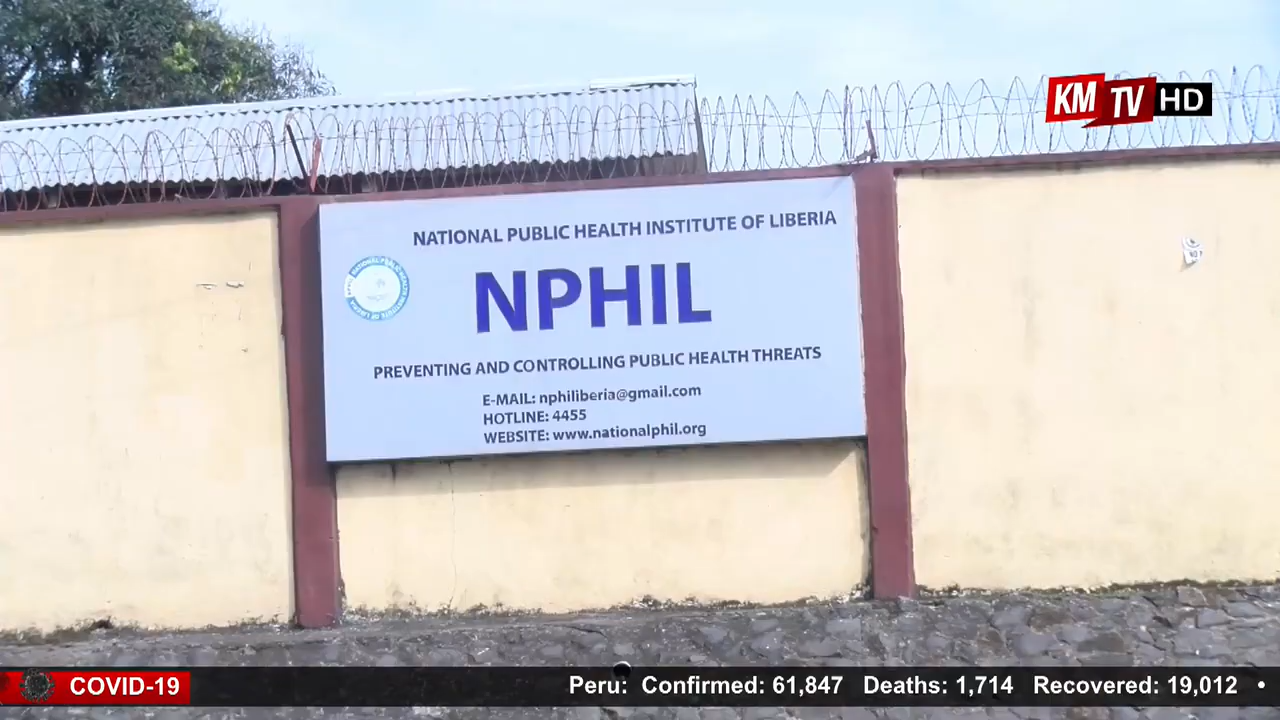 KM TV HD
NATIONAL PUBLIC HEALTH INSTITUTE OF LIBERIA
NPHIL
PREVENTING AND CONTROLLING PUBLIC HEALTH THREATS
E-MAIL: nphiliberia@gmail.com
HOTLINE: 4455
WEBSITE: www.nationalphil.org
COVID-19
Peru: Confirmed: 61,847 Deaths: 1,714 Recovered: 19,012 •